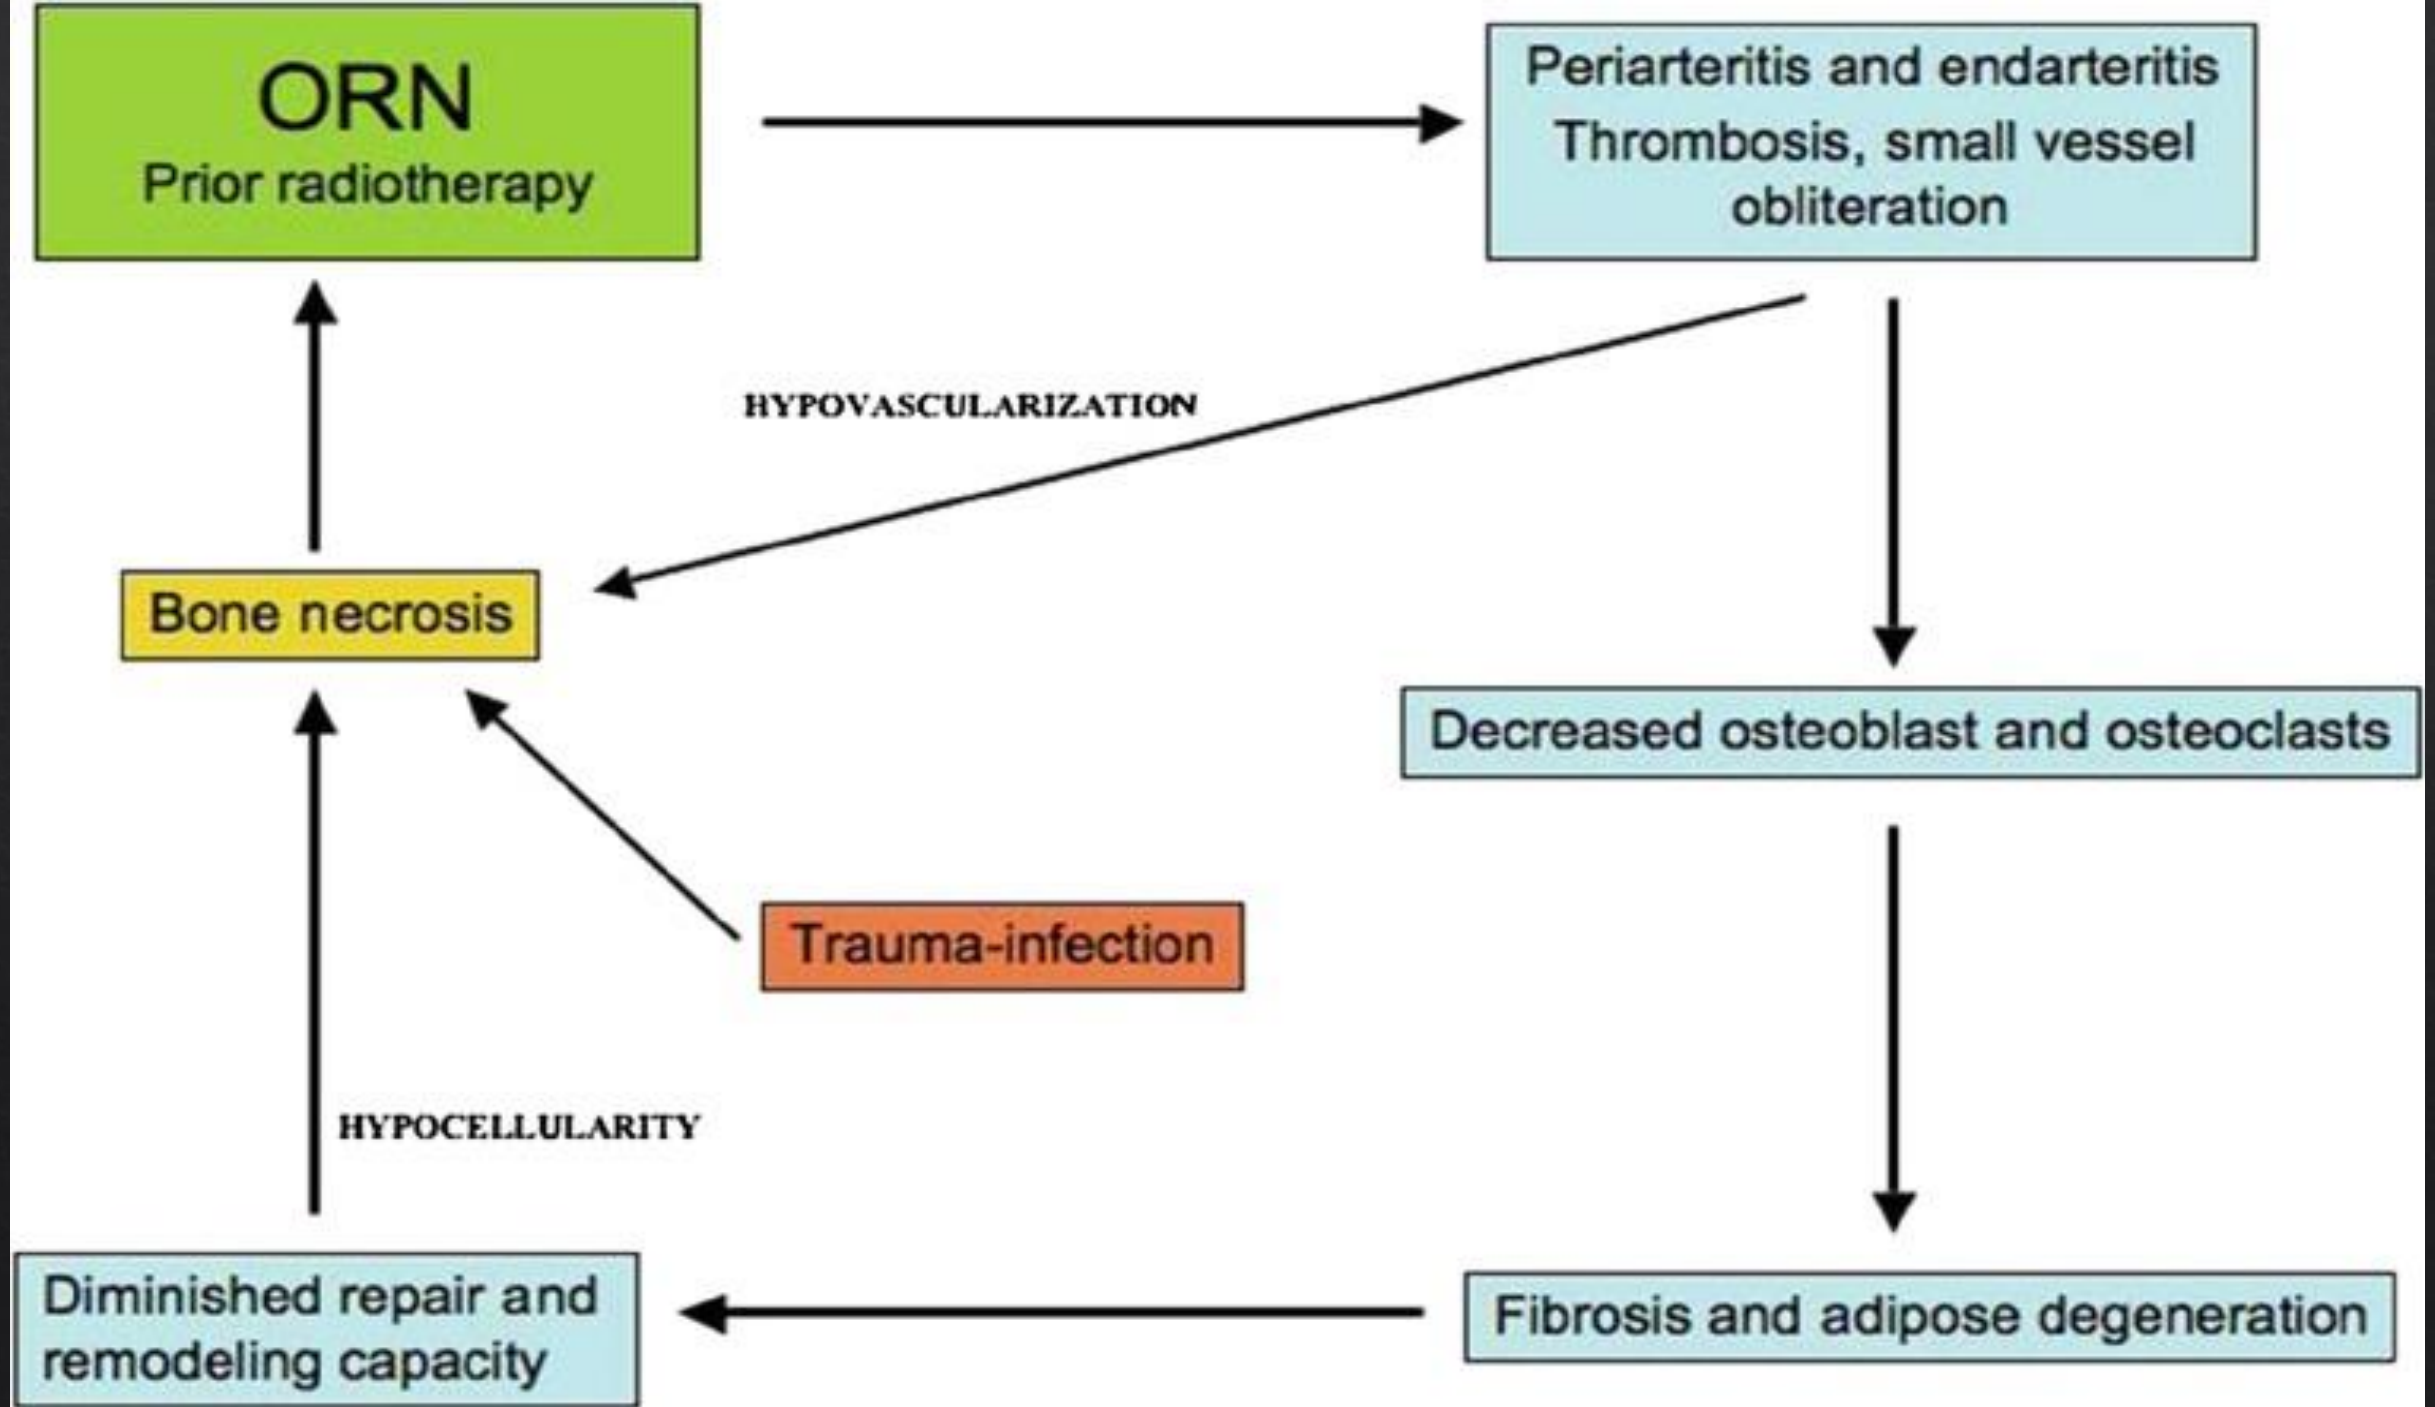 ORN
Prior radiotherapy
Periarteritis and endarteritis
Thrombosis, small vessel
obliteration
HYPOVASCULARIZATION
Bone necrosis
Decreased osteoblast and osteoclasts
Trauma-infection
HYPOCELLULARITY
Diminished repair and
remodeling capacity
Fibrosis and adipose degeneration